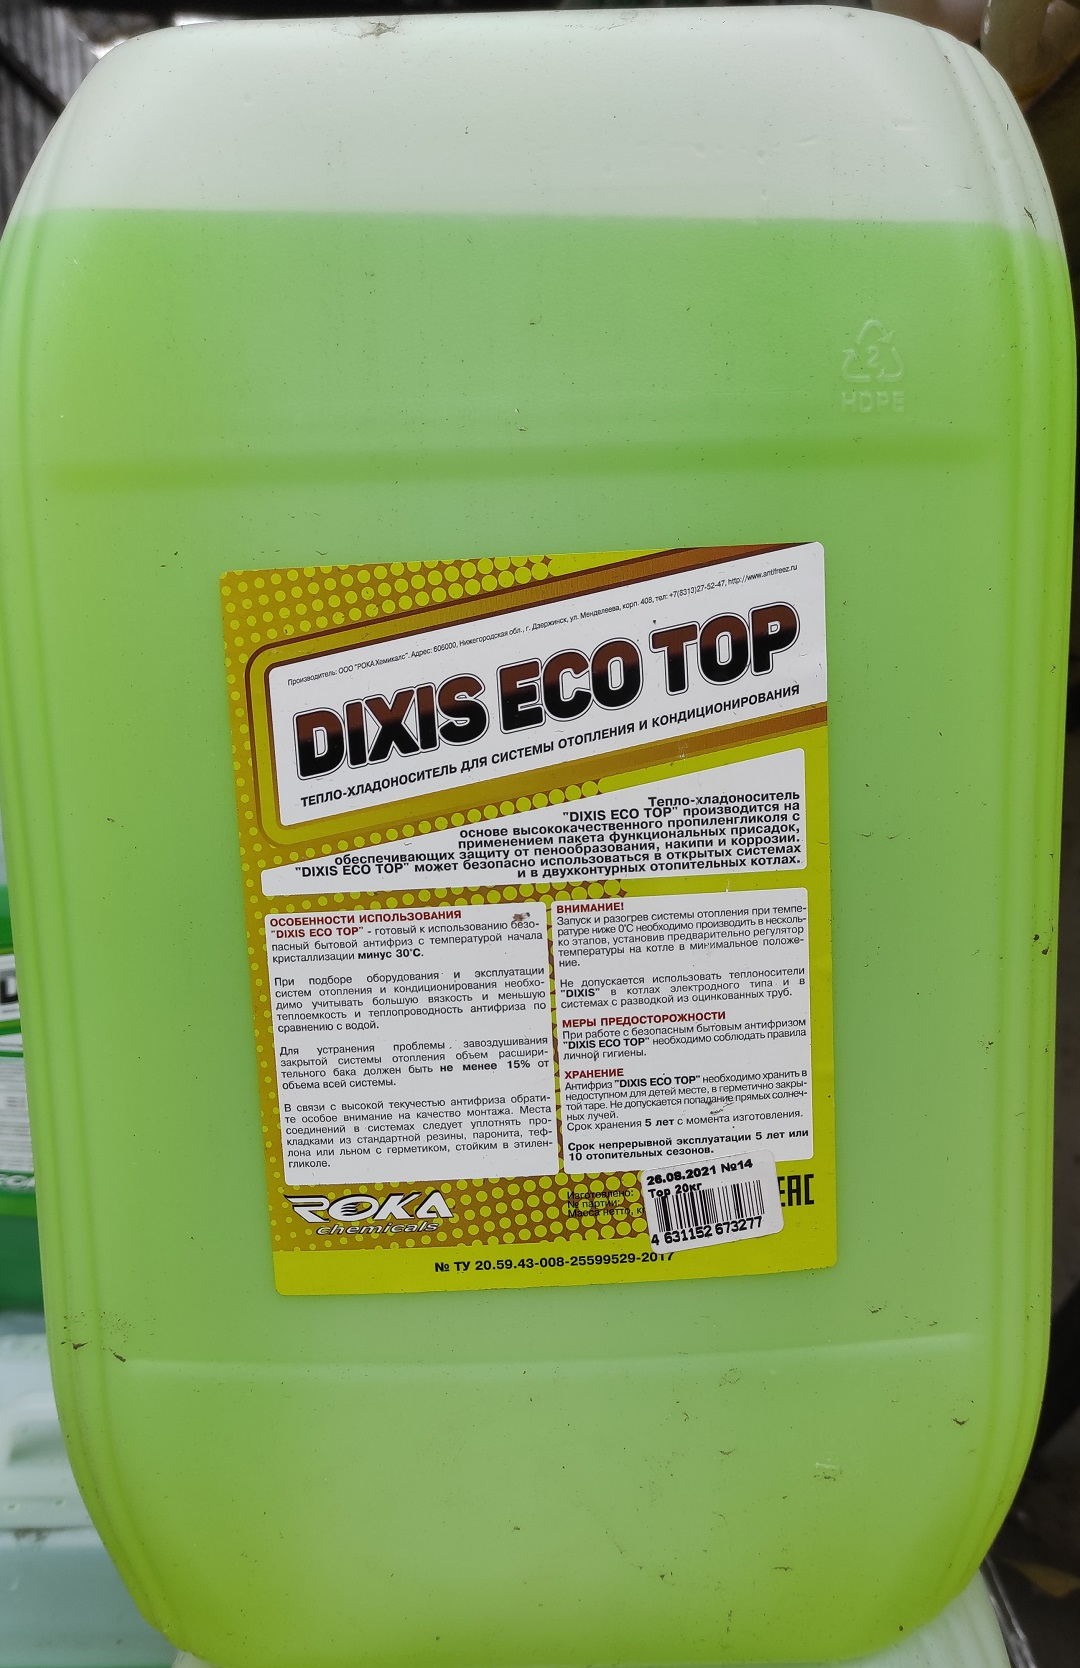 2
HDPE
Производитель: ООО "РОКА Хемикалс". Адрес: 606000, Нижегородская обл., г. Дзержинск, ул. Менделеева, корп. 408, тел: +7(8313)27-52-47, http://www.antifreez.ru
DIXIS ECO TOP
ТЕПЛО-ХЛАДОНОСИТЕЛЬ ДЛЯ СИСТЕМЫ ОТОПЛЕНИЯ И КОНДИЦИОНИРОВАНИЯ
Тепло-хладоноситель
"DIXIS ECO TOP" производится на
основе высококачественного пропиленгликоля с
применением пакета функциональных присадок,
обеспечивающих защиту от пенообразования, накипи и коррозии.
"DIXIS ECO TOP" может безопасно использоваться в открытых системах
и в двухконтурных отопительных котлах.
ОСОБЕННОСТИ ИСПОЛЬЗОВАНИЯ
"DIXIS ECO TOP" - готовый к использованию безо-
пасный бытовой антифриз с температурой начала
кристаллизации минус 30°С.
При подборе оборудования и эксплуатации
систем отопления и кондиционирования необхо-
димо учитывать большую вязкость и меньшую
теплоемкость и теплопроводность антифриза по
сравнению с водой.
Для устранения проблемы завоздушивания
закрытой системы отопления объем расшири-
тельного бака должен быть не менее 15% от
объема всей системы.
В связи с высокой текучестью антифриза обрати-
те особое внимание на качество монтажа. Места
соединений в системах следует уплотнять про-
кладками из стандартной резины, паронита, теф-
лона или льном с герметиком, стойким в этилен-
гликоле.
ВНИМАНИЕ!
Запуск и разогрев системы отопления при темпе-
ратуре ниже 0°С необходимо производить в несколь-
ко этапов, установив предварительно регулятор
температуры на котле в минимальное положе-
ние.
Не допускается использовать теплоносители
"DIXIS" в котлах электродного типа и в
системах с разводкой из оцинкованных труб.
МЕРЫ ПРЕДОСТОРОЖНОСТИ
При работе с безопасным бытовым антифризом
"DIXIS ECO TOP" необходимо соблюдать правила
личной гигиены.
ХРАНЕНИЕ
Антифриз "DIXIS ECO TOP" необходимо хранить в
недоступном для детей месте, в герметично закры-
той таре. Не допускается попадание прямых солнеч-
ных лучей.
Срок хранения 5 лет с момента изготовления.
Срок непрерывной эксплуатации 5 лет или
10 отопительных сезонов.
ROKA
chemicals
Изготовлено:
№ партии:
Масса нетто, к
26.08.2021 №14
Top 20кг
4 631152 673277
EAC
№ ТУ 20.59.43-008-25599529-2017